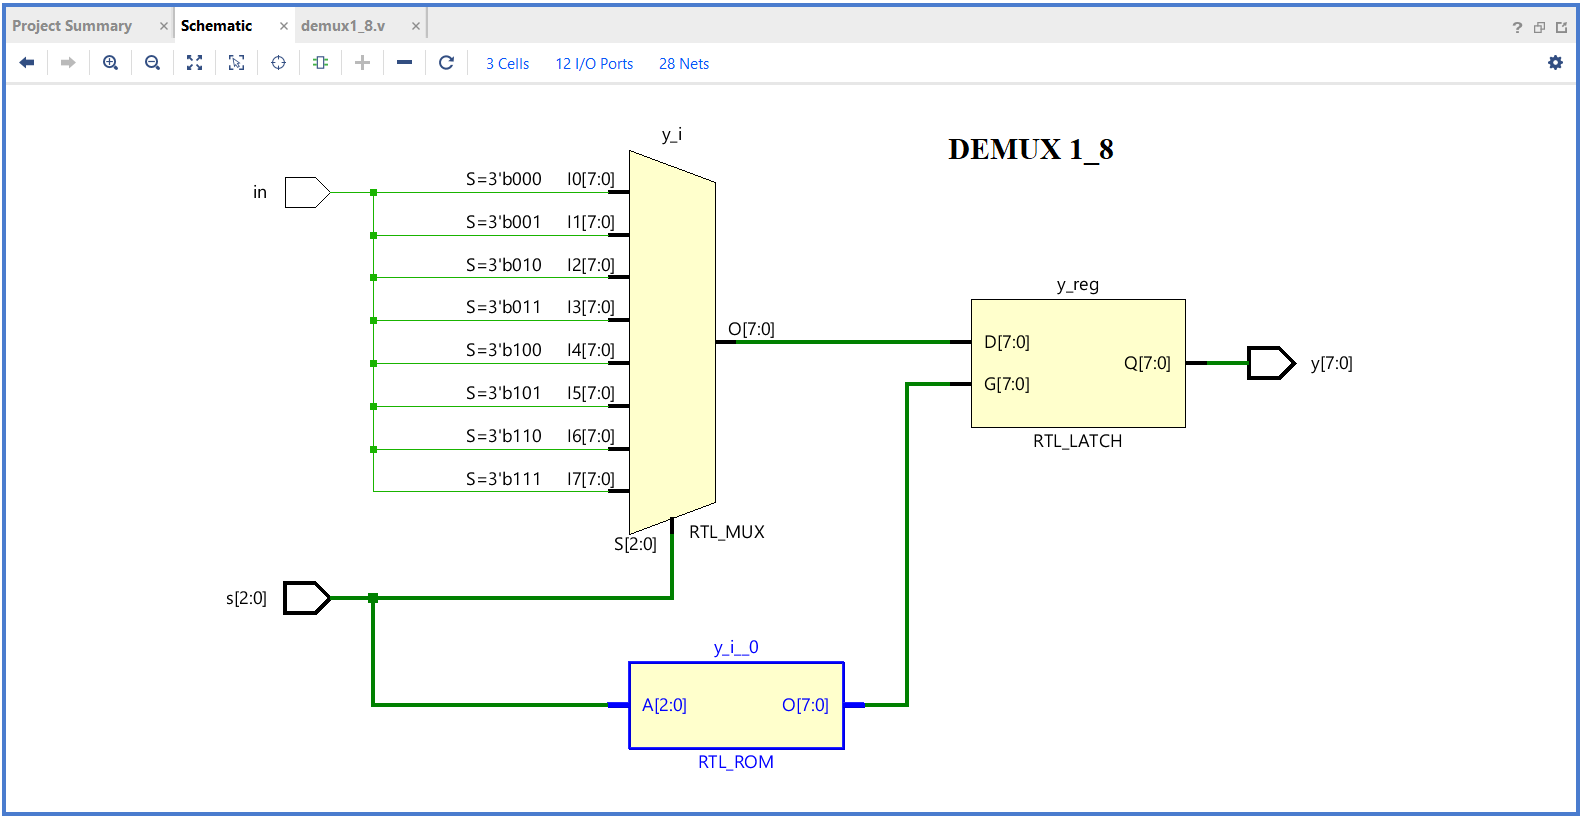 Project Summary × Schematic × demux1_8.v ×
?
3 Cells 12 I/O Ports 28 Nets
DEMUX 1_8
y_i
in
S=3'b000 I0[7:0]
S=3'b001 I1[7:0]
S=3'b010 I2[7:0]
S=3'b011 I3[7:0]
S=3'b100 I4[7:0]
S=3'b101 I5[7:0]
S=3'b110 I6[7:0]
S=3'b111 I7[7:0]
O[7:0]
S[2:0]
RTL_MUX
y_reg
D[7:0]
G[7:0]
Q[7:0]
RTL_LATCH
y[7:0]
s[2:0]
y_i__0
A[2:0] O[7:0]
RTL_ROM